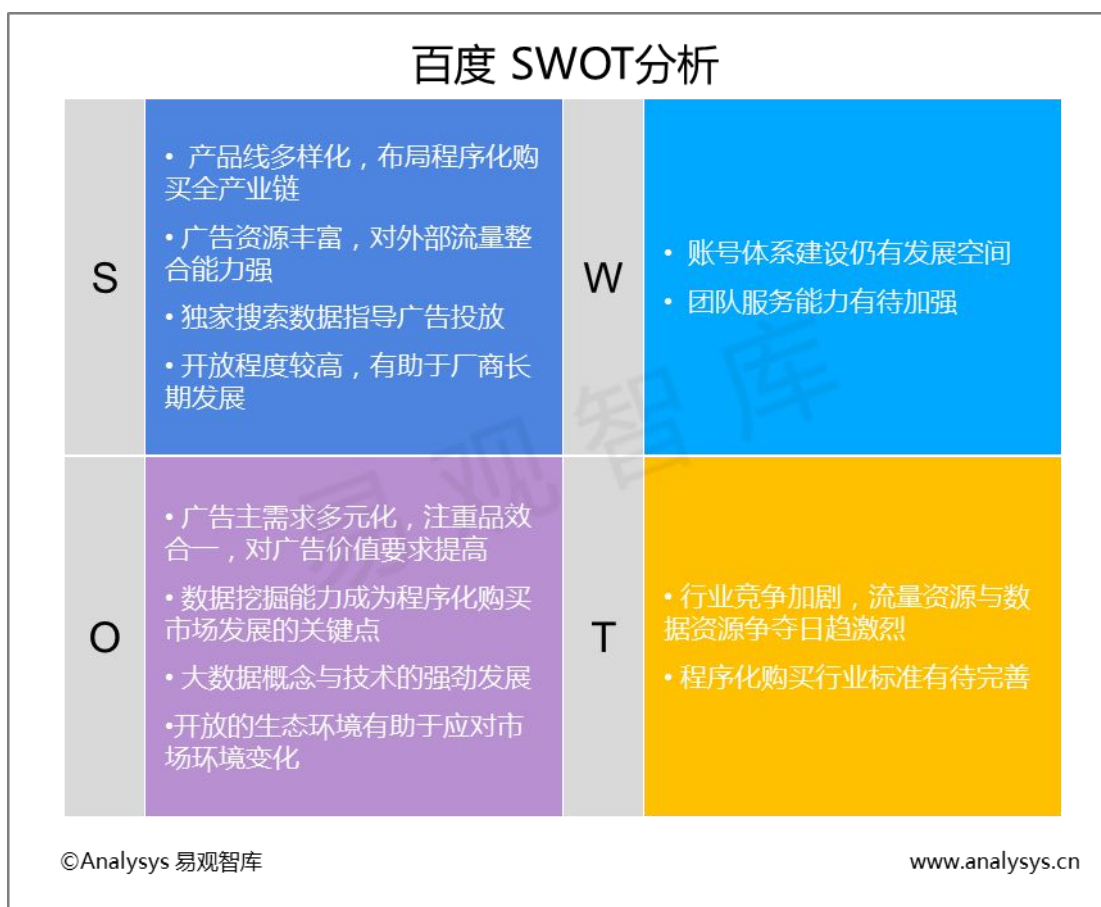 百度 SWOT分析
S
• 产品线多样化，布局程序化购
买全产业链
• 广告资源丰富，对外部流量整
合能力强
• 独家搜索数据指导广告投放
• 开放程度较高，有助于厂商长
期发展
W
• 账号体系建设仍有发展空间
• 团队服务能力有待加强
O
• 广告主需求多元化，注重品效
合一，对广告价值要求提高
• 数据挖掘能力成为程序化购买
市场发展的关键点
• 大数据概念与技术的强劲发展
•开放的生态环境有助于应对市
场环境变化
T
• 行业竞争加剧，流量资源与数
据资源争夺日趋激烈
• 程序化购买行业标准有待完善
易观智库
©Analysys 易观智库
www.analysys.cn